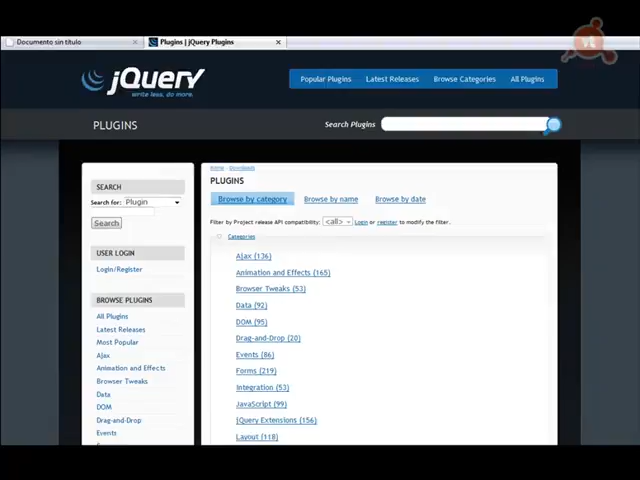 Documento sin título
Plugins | jQuery Plugins
jQuery
write less, do more.
Popular Plugins
Latest Releases
Browse Categories
All Plugins
PLUGINS
Search Plugins
SEARCH
Search for: Plugin
Search
USER LOGIN
Login/Register
BROWSE PLUGINS
All Plugins
Latest Releases
Most Popular
Ajax
Animation and Effects
Browser Tweaks
Data
DOM
Drag-and-Drop
Events
Home » Downloads
PLUGINS
Browse by category
Browse by name
Browse by date
Filter by Project release API compatibility: <all> Login or register to modify the filter.
Categories
Ajax (136)
Animation and Effects (165)
Browser Tweaks (53)
Data (92)
DOM (95)
Drag-and-Drop (20)
Events (86)
Forms (219)
Integration (53)
JavaScript (99)
jQuery Extensions (156)
Layout (118)